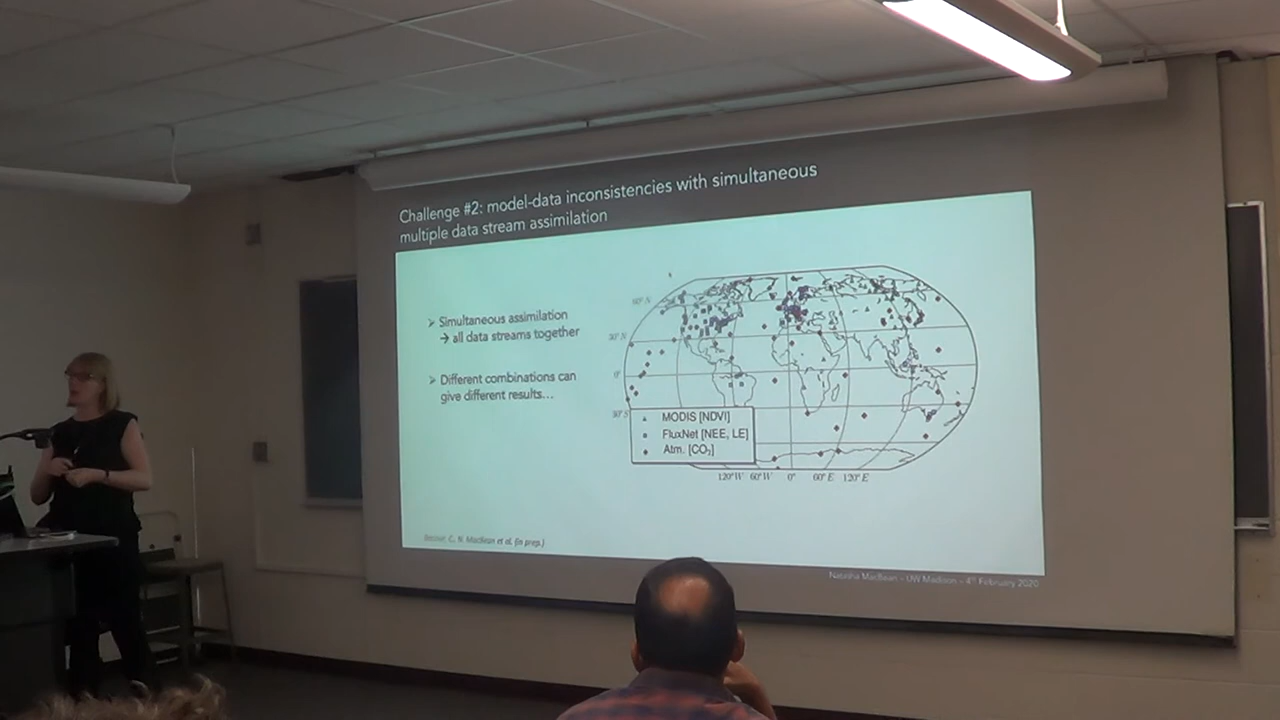 Challenge #2: model-data inconsistencies with simultaneous
multiple data stream assimilation
➢ Simultaneous assimilation
→ all data streams together
➢ Different combinations can
give different results…
60° N
30° N
0°
30° S
MODIS [NDVI]
FluxNet [NEE, LE]
Atm. [CO₂]
120° W 60° W 0° 60° E 120° E
C., N. MacBean et al. (in prep.)
Natasha MacBean – UW Madison – 4th February 2020